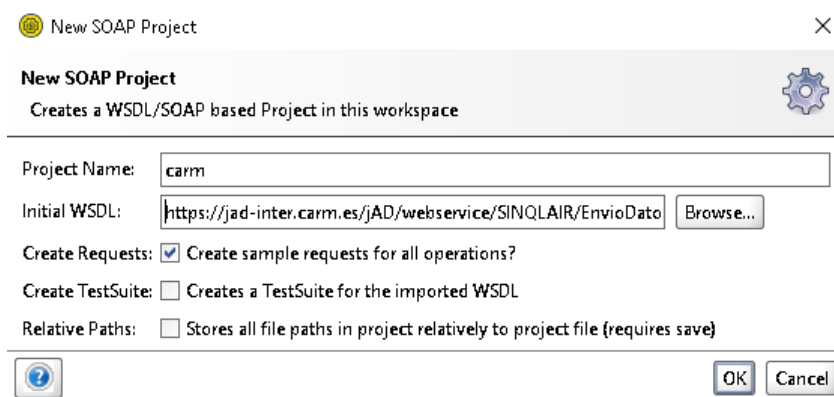 New SOAP Project
New SOAP Project
Creates a WSDL/SOAP based Project in this workspace
Project Name: carm
Initial WSDL: https://jad-inter.carm.es/jAD/webservice/SINQLAIR/EnvioDato Browse...
Create Requests: Create sample requests for all operations?
Create TestSuite: Creates a TestSuite for the imported WSDL
Relative Paths: Stores all file paths in project relatively to project file (requires save)
? OK Cancel